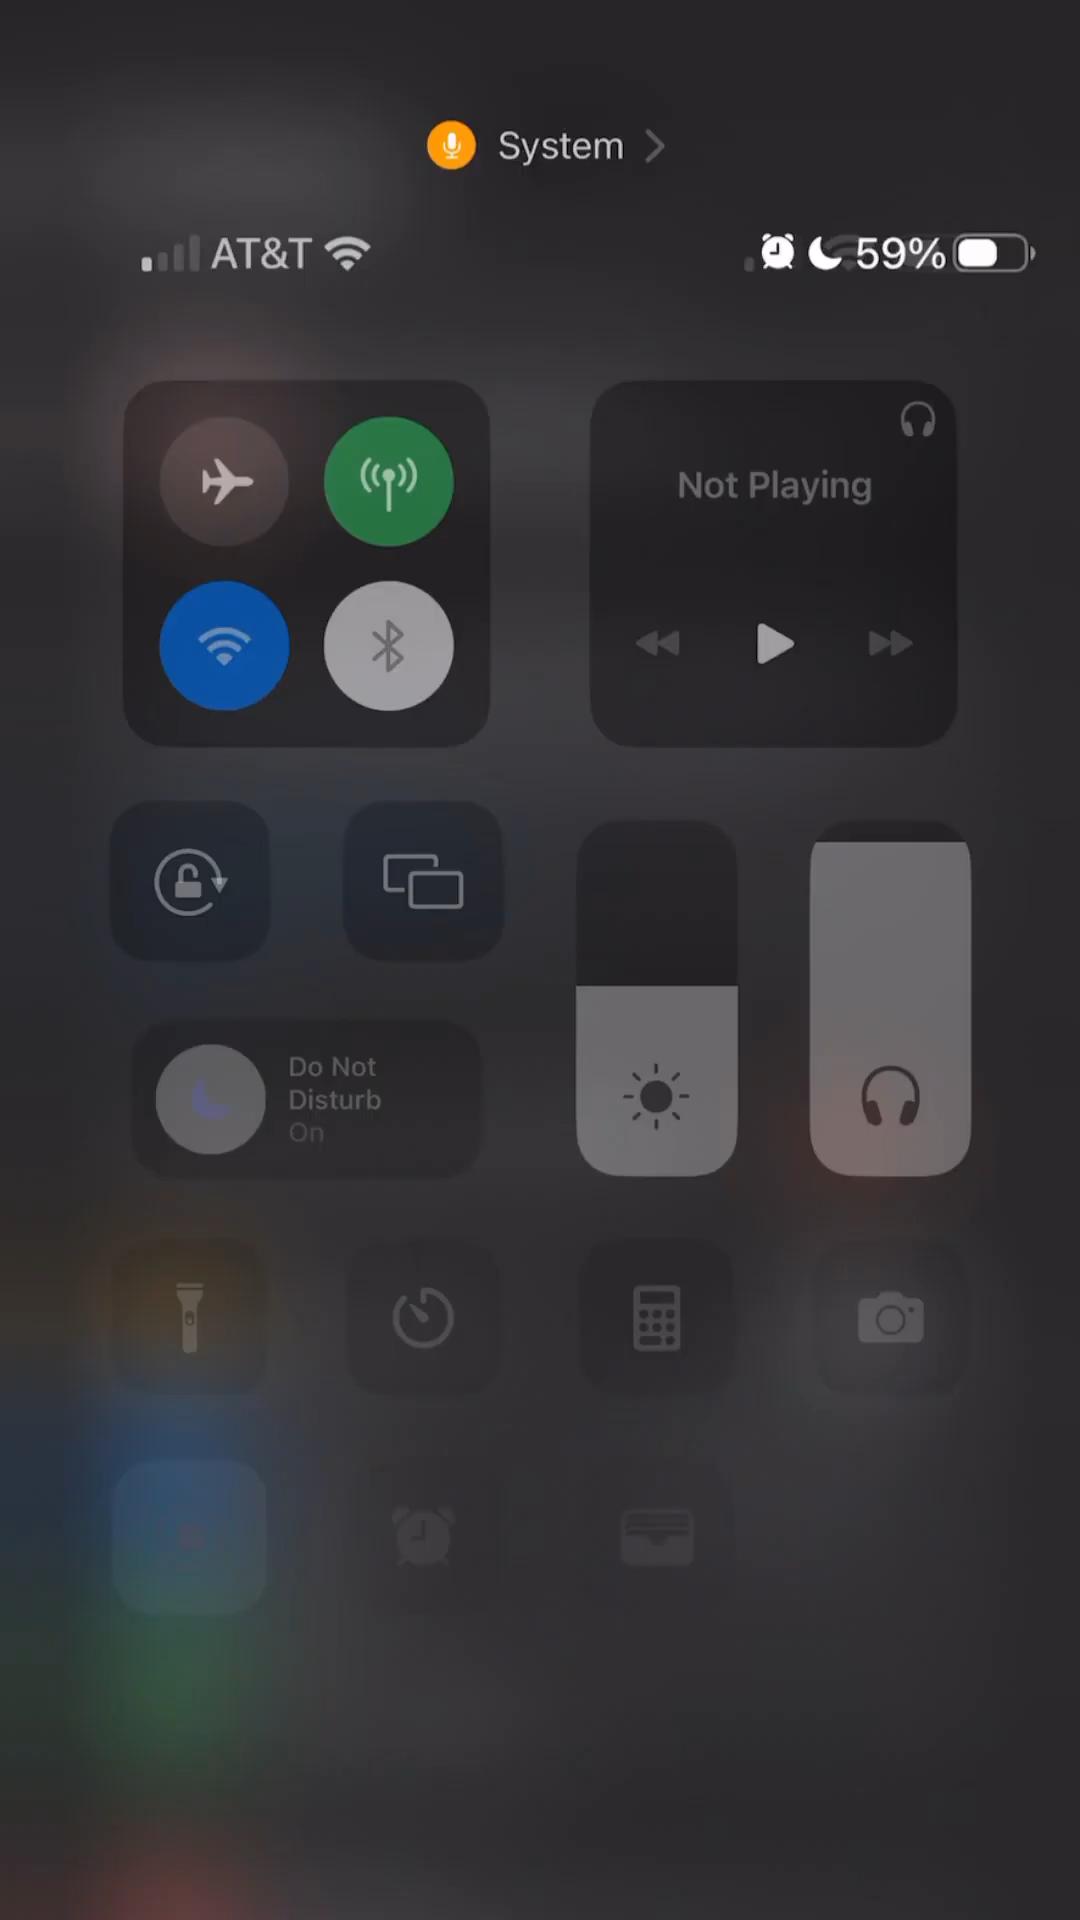 System
AT&T 59%
Not Playing
Do Not
Disturb
On